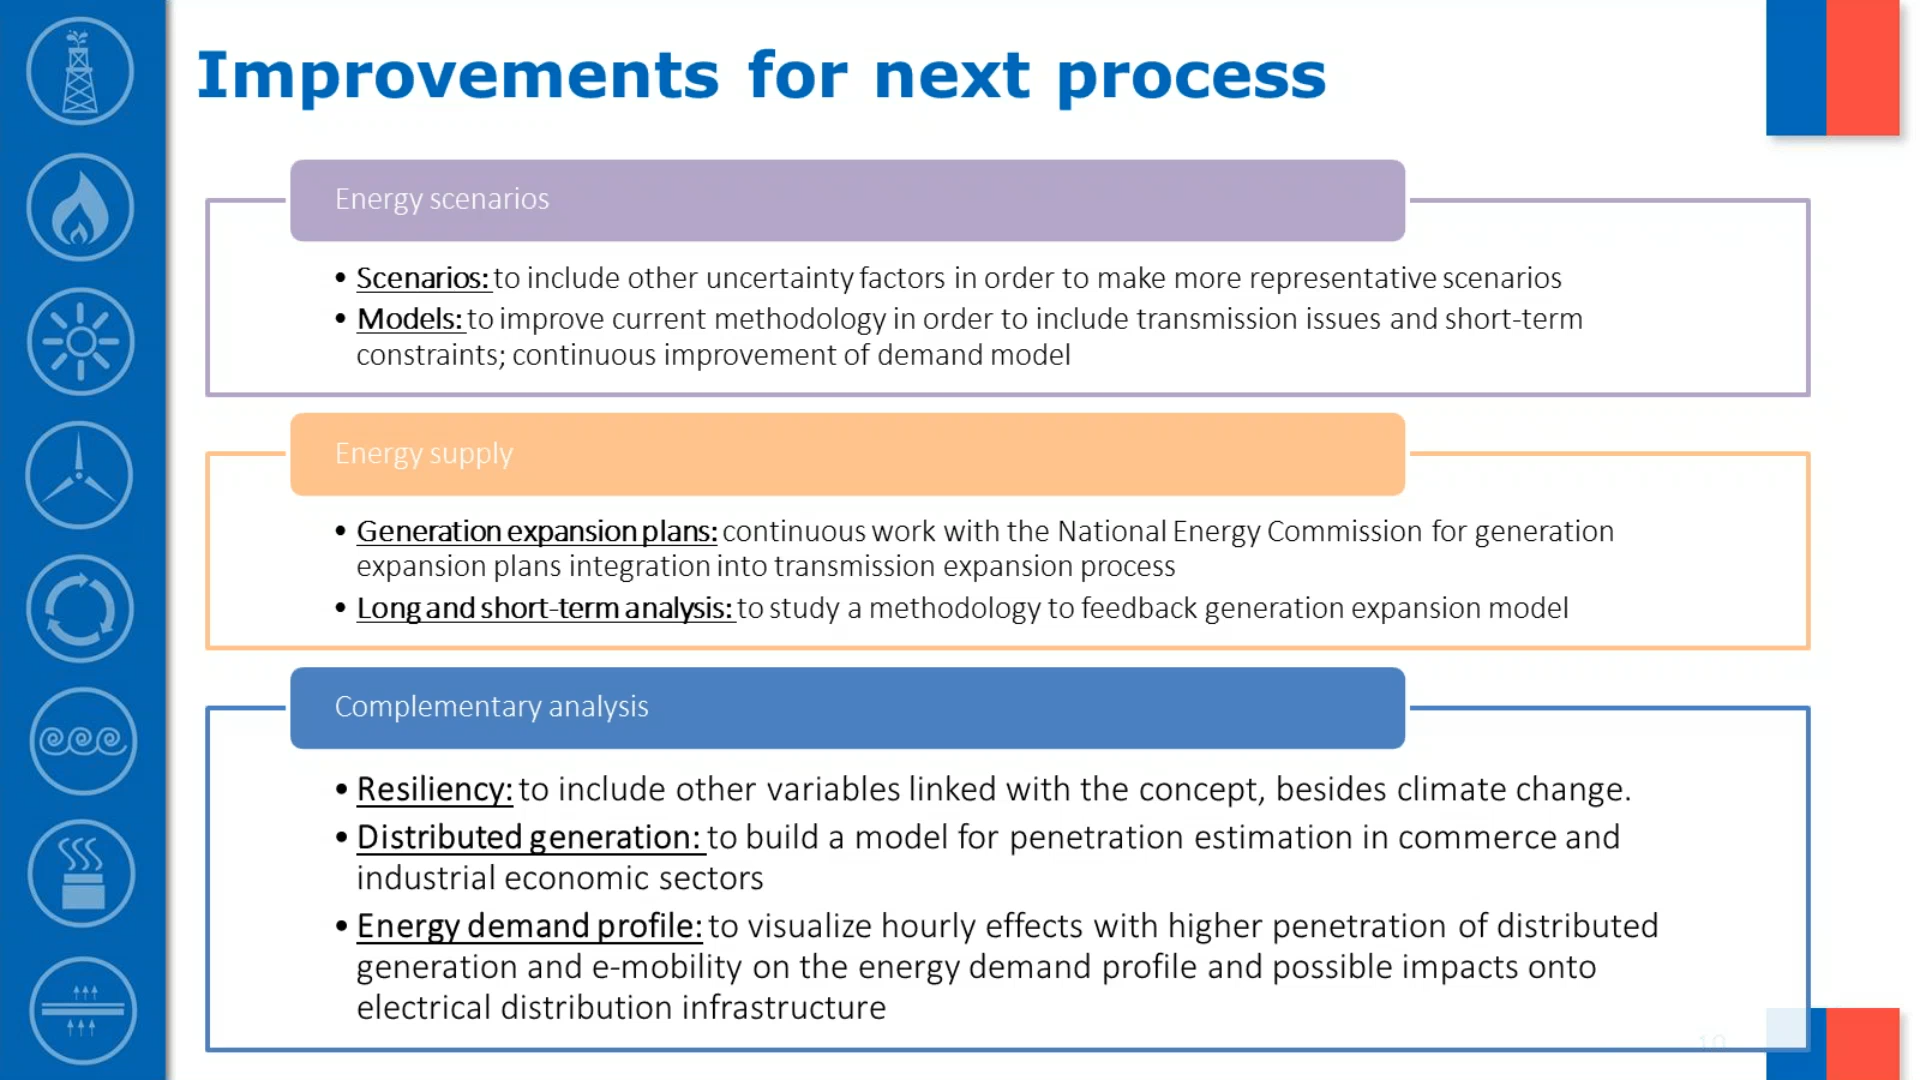 Improvements for next process
Energy scenarios
• Scenarios: to include other uncertainty factors in order to make more representative scenarios
• Models: to improve current methodology in order to include transmission issues and short-term
constraints; continuous improvement of demand model
Energy supply
• Generation expansion plans: continuous work with the National Energy Commission for generation
expansion plans integration into transmission expansion process
• Long and short-term analysis: to study a methodology to feedback generation expansion model
Complementary analysis
• Resiliency: to include other variables linked with the concept, besides climate change.
• Distributed generation: to build a model for penetration estimation in commerce and
industrial economic sectors
• Energy demand profile: to visualize hourly effects with higher penetration of distributed
generation and e-mobility on the energy demand profile and possible impacts onto
electrical distribution infrastructure